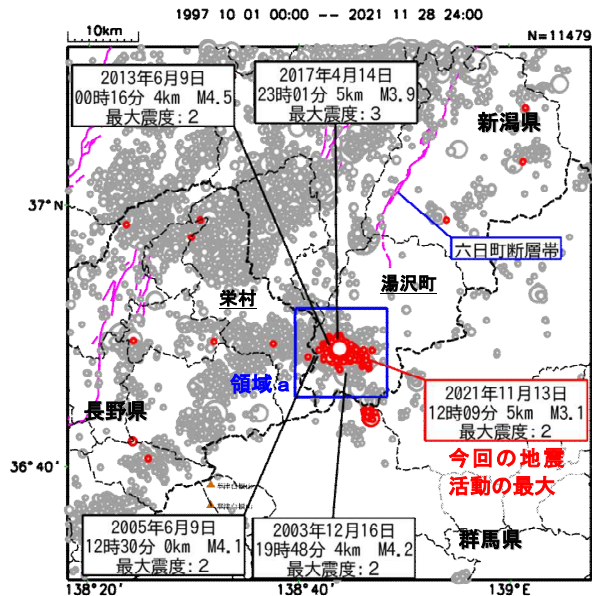 1997 10 01 00:00 -- 2021 11 28 24:00
10km
N=11479
2013年6月9日
00時16分 4km M4.5
最大震度:2
2017年4月14日
23時01分 5km M3.9
最大震度:3
新潟県
37°N
六日町断層帯
湯沢町
栄村
領域a
2021年11月13日
12時09分 5km M3.1
最大震度:2
長野県
今回の地震
活動の最大
36°40'
2005年6月9日
12時30分 0km M4.1
最大震度:2
2003年12月16日
19時48分 4km M4.2
最大震度:2
群馬県
138°20'
138°40'
139°E